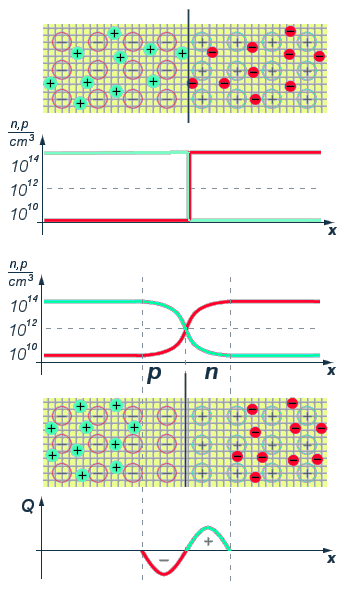 n,p
cm³
10¹⁴
10¹²
10¹⁰
x
n,p
cm³
10¹⁴
10¹²
10¹⁰
x
p n
Q
− +
x